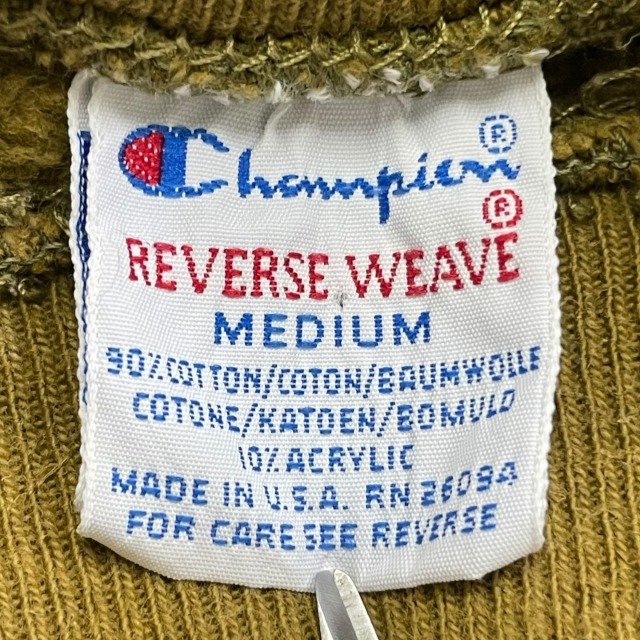 Champion®
®
REVERSE WEAVE
MEDIUM
90% COTTON/COTON/BAUMWOLLE
COTONE/KATOEN/BOMULD
10% ACRYLIC
MADE IN U.S.A. RN 26094
FOR CARE SEE REVERSE